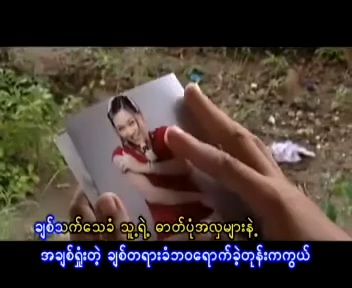 ချစ်သက်သေခံ သူ့ရဲ့ ဓာတ်ပုံအလှများနဲ့
အချစ်ရှုံးတဲ့ ချစ်တရားခံဘဝရောက်ခဲ့တုန်းကကွယ်